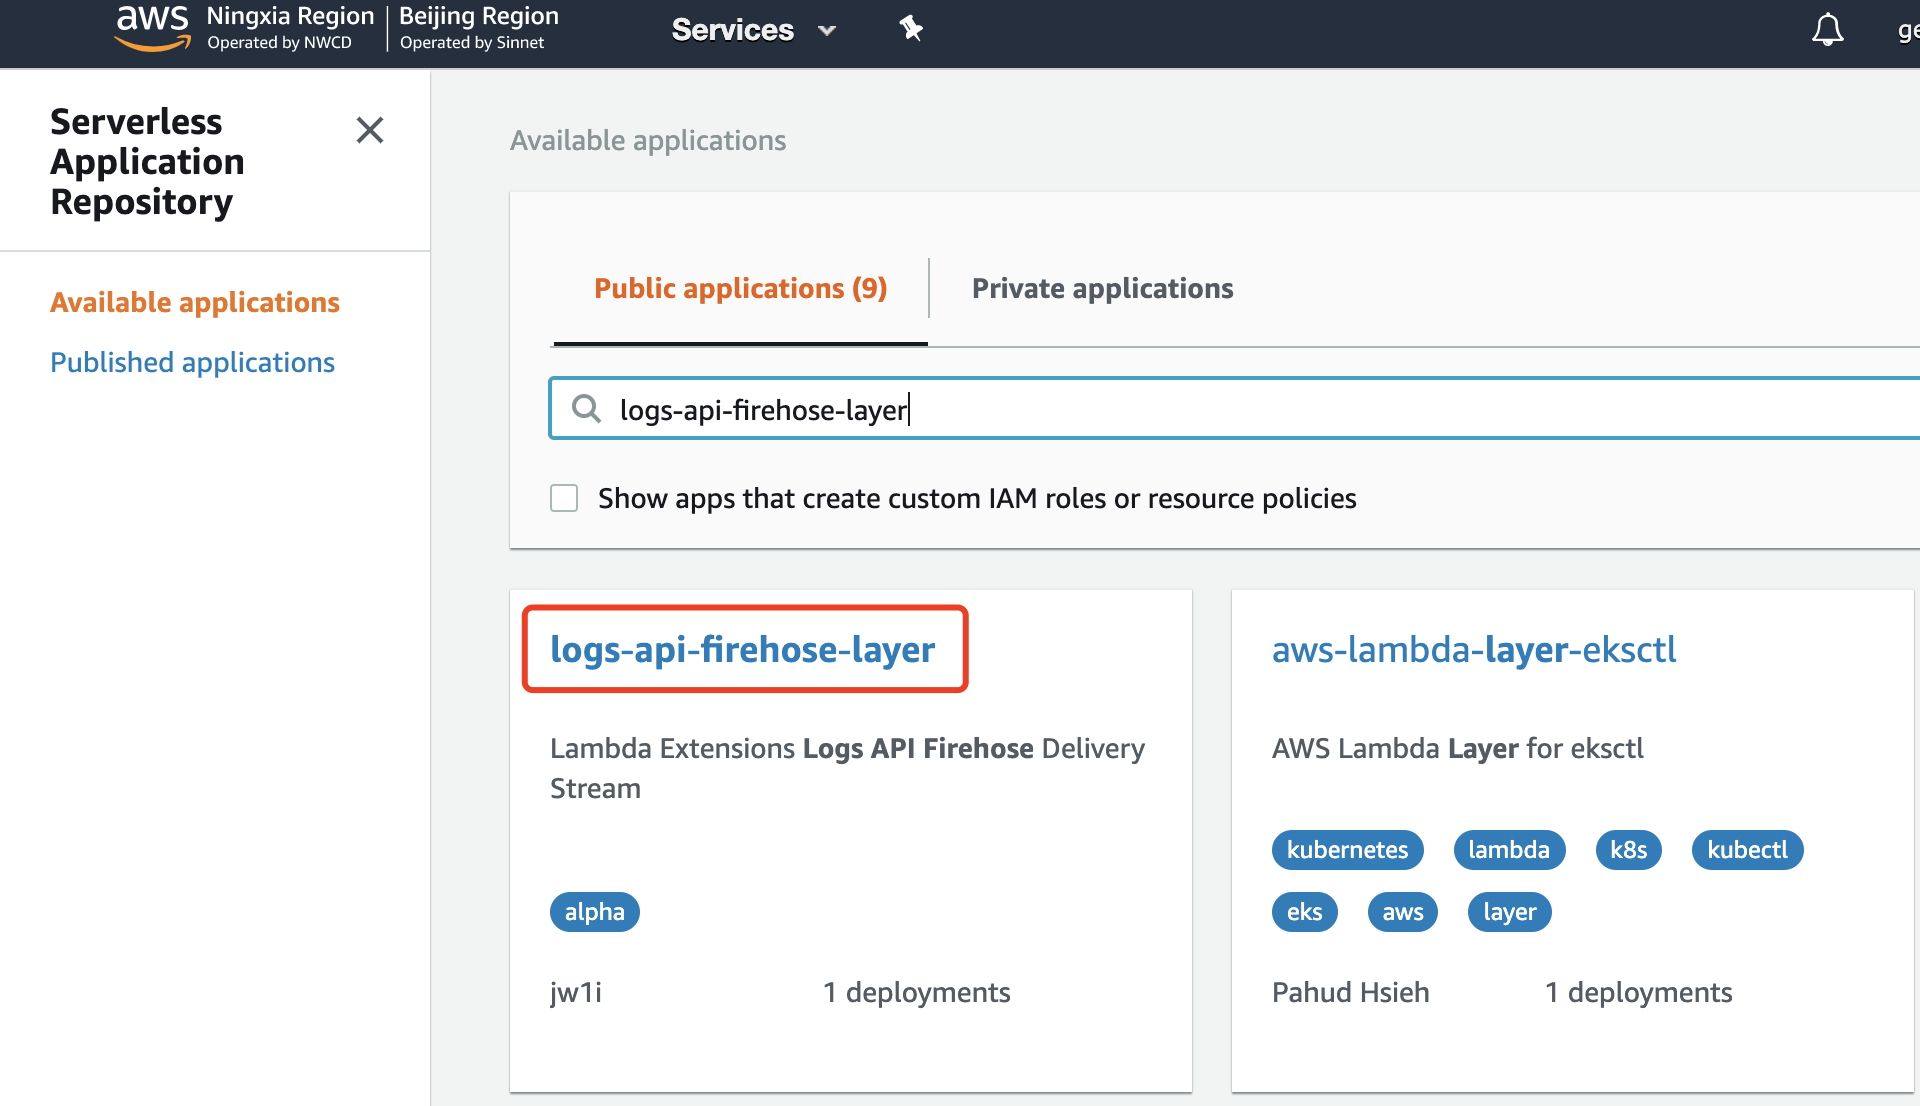 aws
Ningxia Region
Operated by NWCD
Beijing Region
Operated by Sinnet
Services
ge
Serverless
Application
Repository
Available applications
Published applications
Available applications
Public applications (9)
Private applications
logs-api-firehose-layer
Show apps that create custom IAM roles or resource policies
logs-api-firehose-layer
Lambda Extensions Logs API Firehose Delivery
Stream
alpha
jw1i
1 deployments
aws-lambda-layer-eksctl
AWS Lambda Layer for eksctl
kubernetes lambda k8s kubectl
eks aws layer
Pahud Hsieh
1 deployments